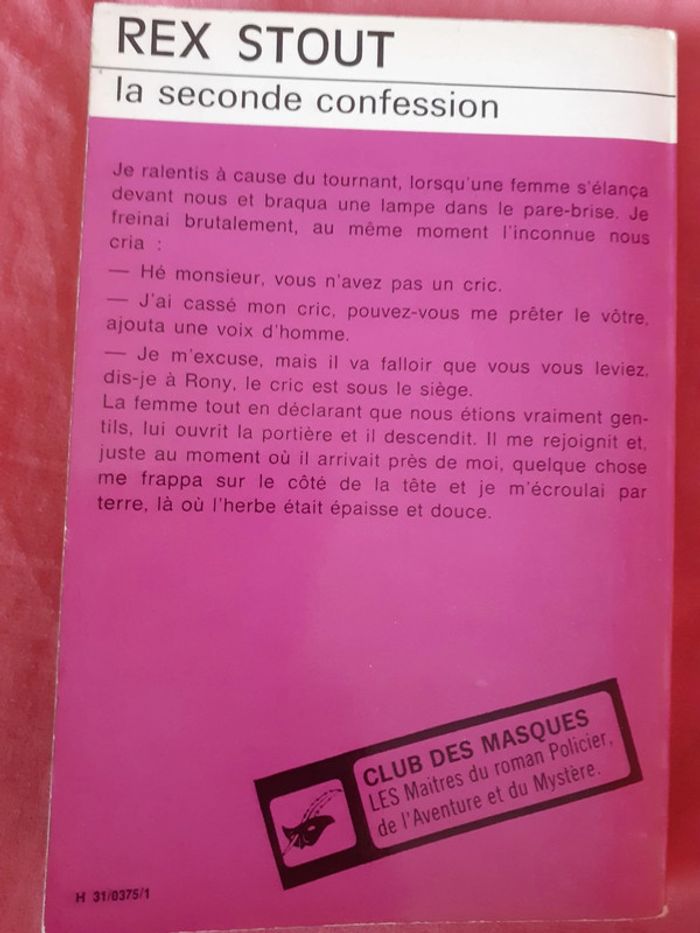 REX STOUT
la seconde confession
Je ralentis à cause du tournant, lorsqu'une femme s'élança
devant nous et braqua une lampe dans le pare-brise. Je
freinai brutalement, au même moment l'inconnue nous
cria :
— Hé monsieur, vous n'avez pas un cric.
— J'ai cassé mon cric, pouvez-vous me prêter le vôtre,
ajouta une voix d'homme.
— Je m'excuse, mais il va falloir que vous vous leviez,
dis-je à Rony, le cric est sous le siège.
La femme tout en déclarant que nous étions vraiment gen-
tils, lui ouvrit la portière et il descendit. Il me rejoignit et,
juste au moment où il arrivait près de moi, quelque chose
me frappa sur le côté de la tête et je m'écroulai par
terre, là où l'herbe était épaisse et douce.
CLUB DES MASQUES
LES Maîtres du roman Policier,
de l'Aventure et du Mystère.
H 31/0375/1